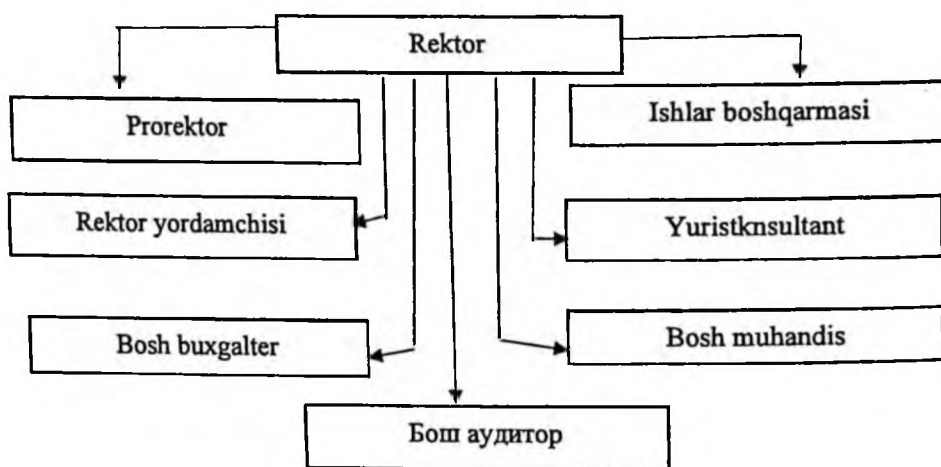 Rektor
Prorektor
Ishlar boshqarmasi
Rektor yordamchisi
Yuristknsultant
Bosh buxgalter
Bosh muhandis
Бош аудитор